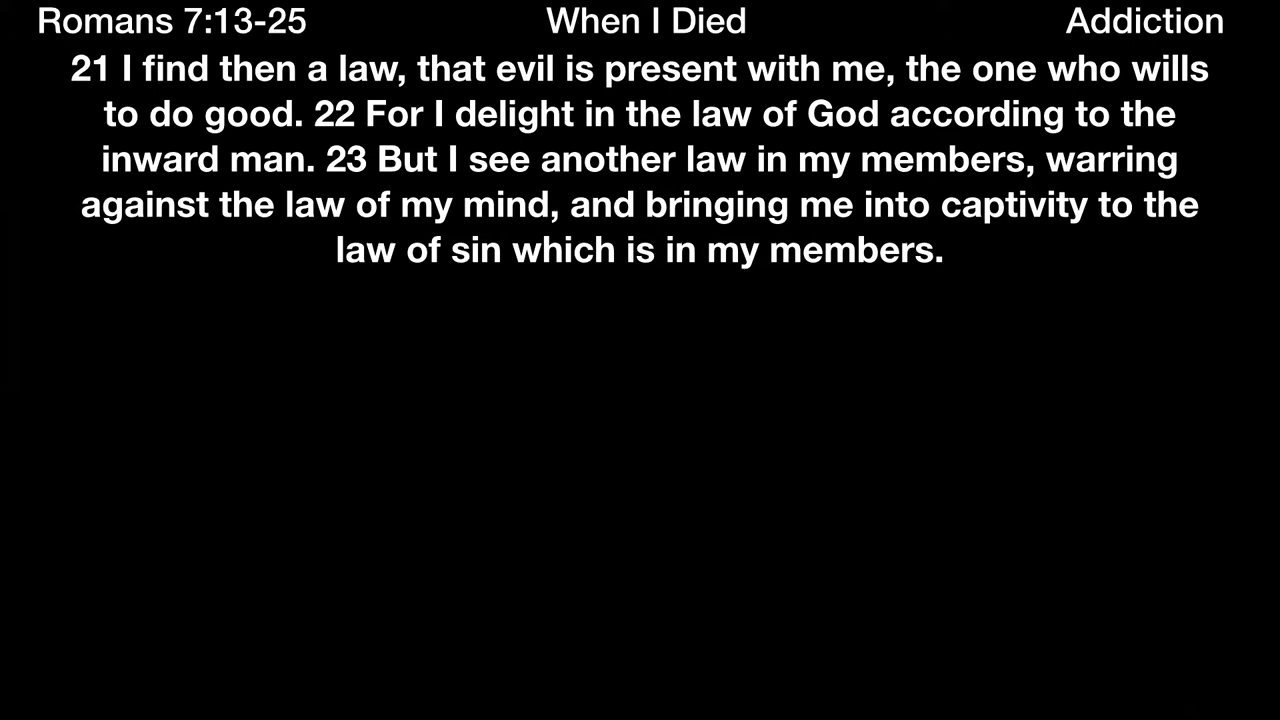 Romans 7:13-25 When I Died Addiction
21 I find then a law, that evil is present with me, the one who wills
to do good. 22 For I delight in the law of God according to the
inward man. 23 But I see another law in my members, warring
against the law of my mind, and bringing me into captivity to the
law of sin which is in my members.